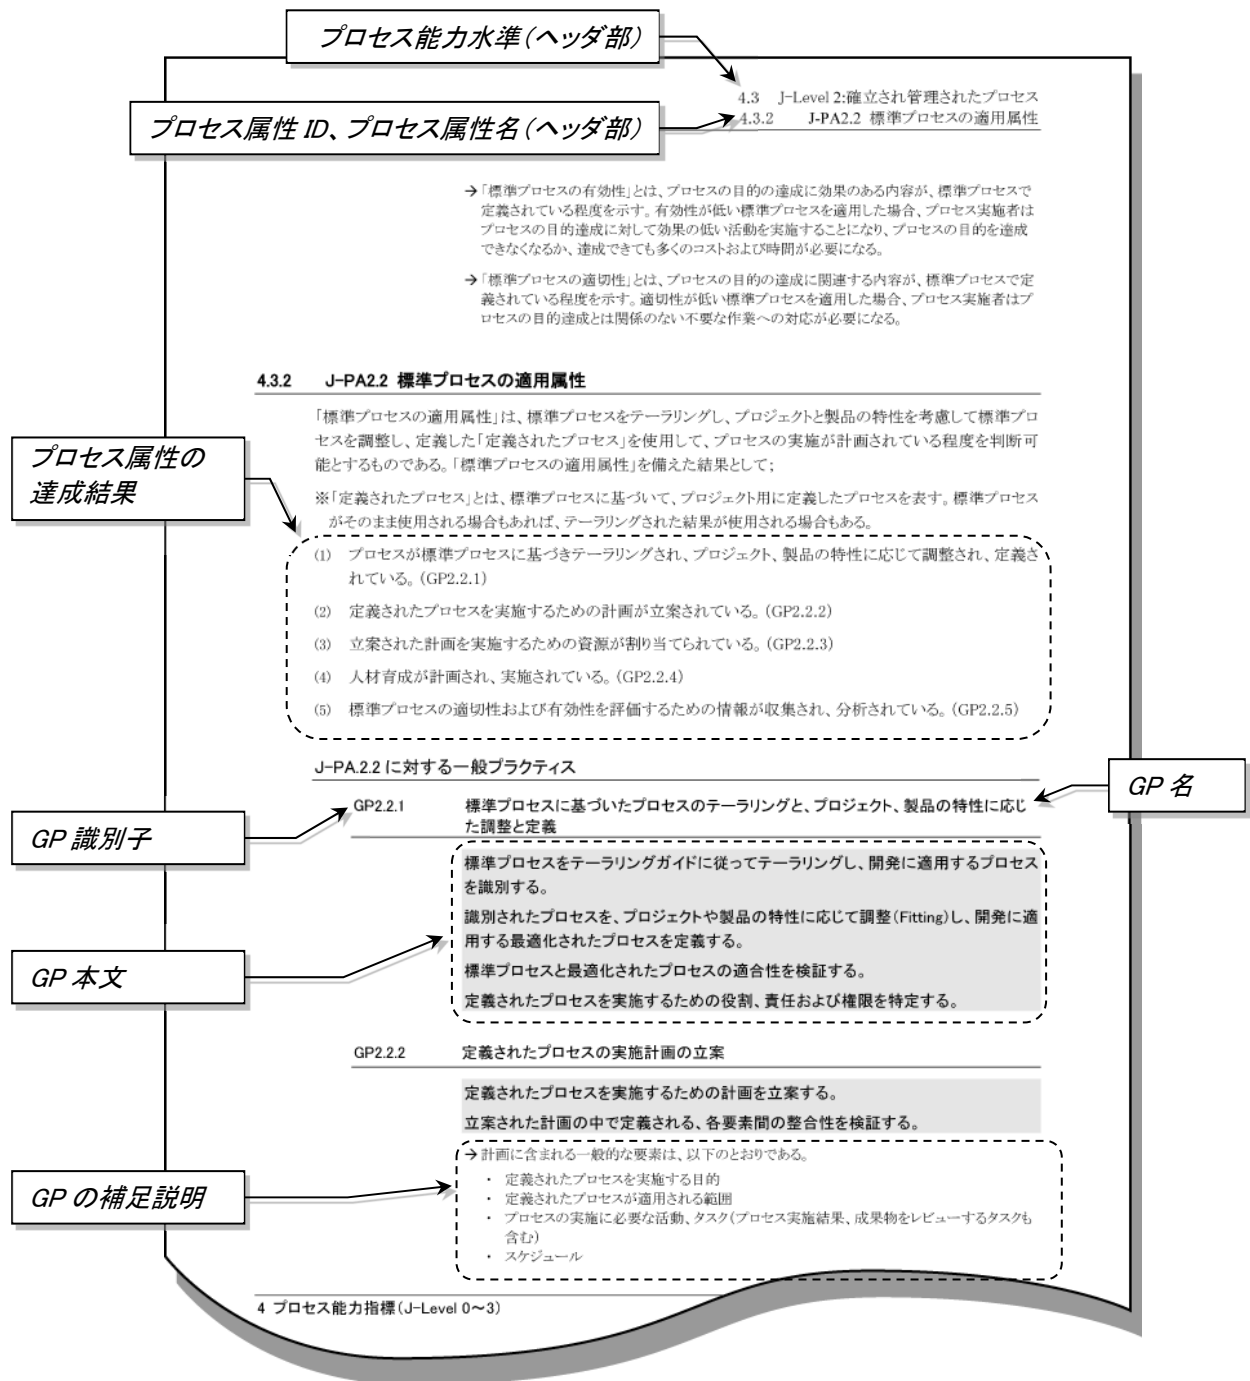 プロセス能力水準（ヘッダ部）
4.3 J-Level 2:確立され管理されたプロセス
プロセス属性 ID、プロセス属性名（ヘッダ部）
4.3.2 J-PA2.2 標準プロセスの適用属性
→「標準プロセスの有効性」とは、プロセスの目的の達成に効果のある内容が、標準プロセスで
定義されている程度を示す。有効性が低い標準プロセスを適用した場合、プロセス実施者は
プロセスの目的達成に対して効果の低い活動を実施することになり、プロセスの目的を達成
できなくなるか、達成できても多くのコストおよび時間が必要になる。
→「標準プロセスの適切性」とは、プロセスの目的の達成に関連する内容が、標準プロセスで定
義されている程度を示す。適切性が低い標準プロセスを適用した場合、プロセス実施者はプ
ロセスの目的達成とは関係のない不要な作業への対応が必要になる。
4.3.2 J-PA2.2 標準プロセスの適用属性
「標準プロセスの適用属性」は、標準プロセスをテーラリングし、プロジェクトと製品の特性を考慮して標準プロ
セスを調整し、定義した「定義されたプロセス」を使用して、プロセスの実施が計画されている程度を判断可
能とするものである。「標準プロセスの適用属性」を備えた結果として;
プロセス属性の
達成結果
※「定義されたプロセス」とは、標準プロセスに基づいて、プロジェクト用に定義したプロセスを表す。標準プロセス
がそのまま使用される場合もあれば、テーラリングされた結果が使用される場合もある。
(1) プロセスが標準プロセスに基づきテーラリングされ、プロジェクト、製品の特性に応じて調整され、定義さ
れている。(GP2.2.1)
(2) 定義されたプロセスを実施するための計画が立案されている。(GP2.2.2)
(3) 立案された計画を実施するための資源が割り当てられている。(GP2.2.3)
(4) 人材育成が計画され、実施されている。(GP2.2.4)
(5) 標準プロセスの適切性および有効性を評価するための情報が収集され、分析されている。(GP2.2.5)
J-PA.2.2 に対する一般プラクティス
GP 名
GP2.2.1 標準プロセスに基づいたプロセスのテーラリングと、プロジェクト、製品の特性に応じ
た調整と定義
GP 識別子
標準プロセスをテーラリングガイドに従ってテーラリングし、開発に適用するプロセス
を識別する。
識別されたプロセスを、プロジェクトや製品の特性に応じて調整(Fitting)し、開発に適
用する最適化されたプロセスを定義する。
GP 本文
標準プロセスと最適化されたプロセスの適合性を検証する。
定義されたプロセスを実施するための役割、責任および権限を特定する。
GP2.2.2 定義されたプロセスの実施計画の立案
定義されたプロセスを実施するための計画を立案する。
立案された計画の中で定義される、各要素間の整合性を検証する。
→計画に含まれる一般的な要素は、以下のとおりである。
・ 定義されたプロセスを実施する目的
GP の補足説明
・ 定義されたプロセスが適用される範囲
・ プロセスの実施に必要な活動、タスク(プロセス実施結果、成果物をレビューするタスクも
含む)
・ スケジュール
4 プロセス能力指標(J-Level 0～3)